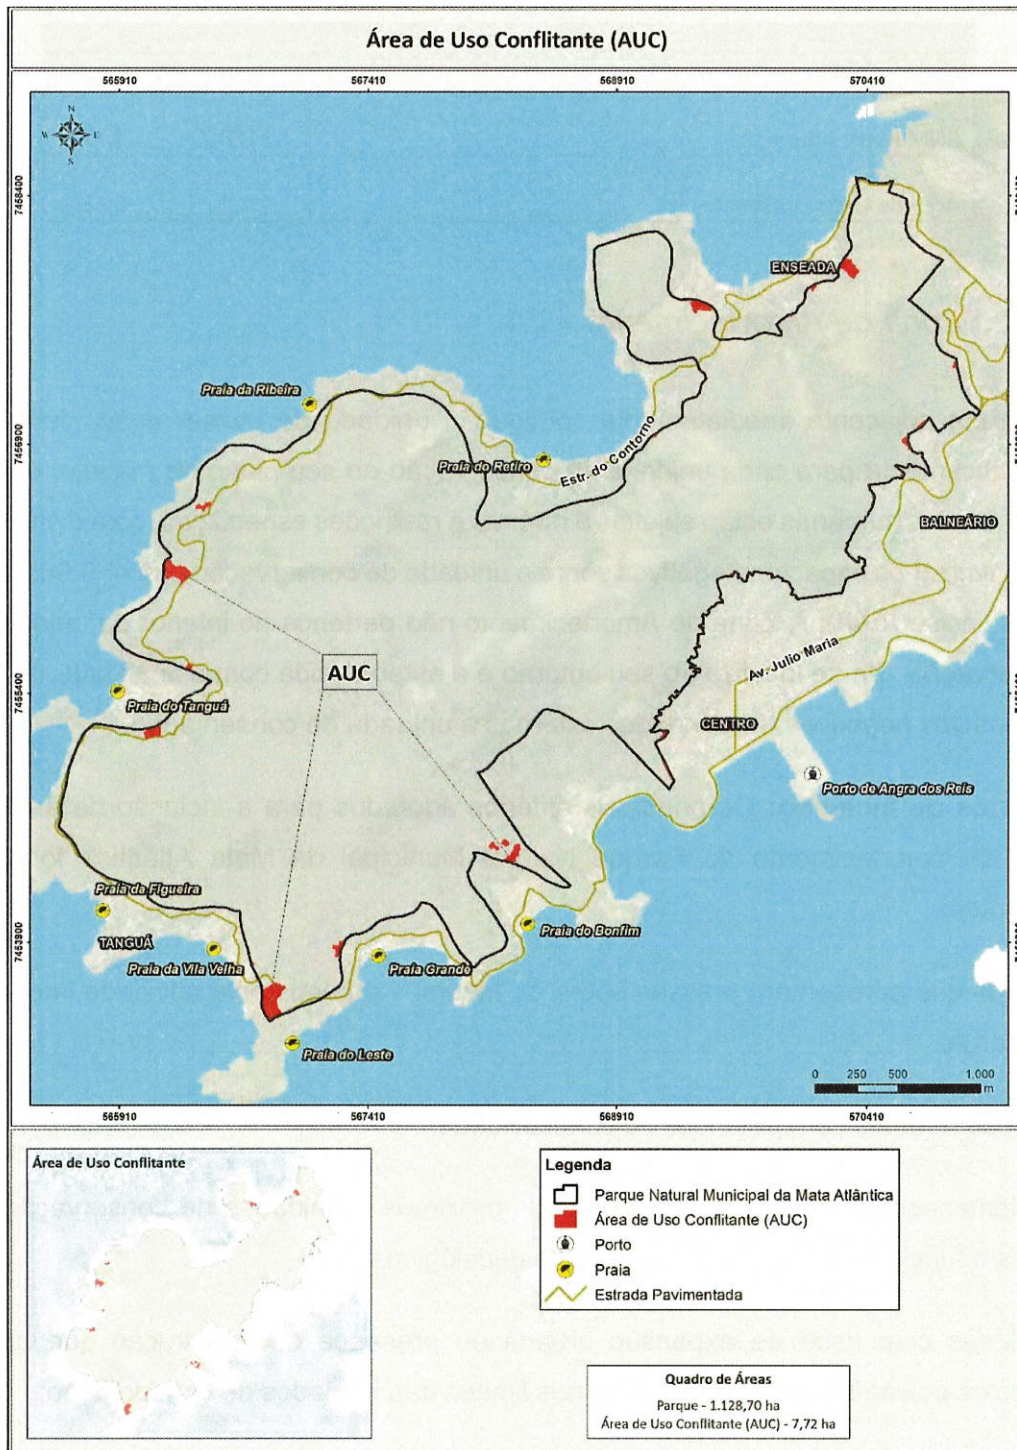 Área de Uso Conflitante (AUC)
565910 567410 568910 570410
N
W E
S
7458400
ENSEADA
Praia da Ribeira
Estr. do Contorno
Praia do Retiro
BALNEÁRIO
AUC
Av. Julio Maria
Praia do Tanguá
CENTRO
Porto de Angra dos Reis
Praia da Figueira
7453900
TANGUÁ
Praia do Bonfim
Praia da Vila Velha
Praia Grande
Praia do Leste
0 250 500 1.000
m
565910 567410 568910 570410
Área de Uso Conflitante
Legenda
Parque Natural Municipal da Mata Atlântica
Área de Uso Conflitante (AUC)
Porto
Praia
Estrada Pavimentada
Quadro de Áreas
Parque - 1.128,70 ha
Área de Uso Conflitante (AUC) - 7,72 ha